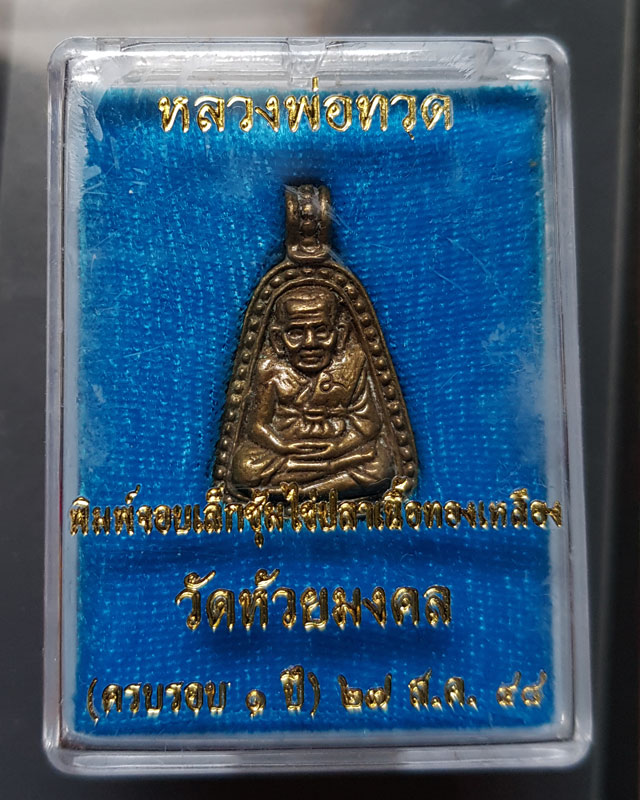 หลวงพ่อทวด
พิมพ์จอบเล็กซุ้มไข่ปลาเนื้อทองเหลือง
วัดห้วยมงคล
(ครบรอบ ๑ ปี) ๒๗ ส.ค. ๔๘